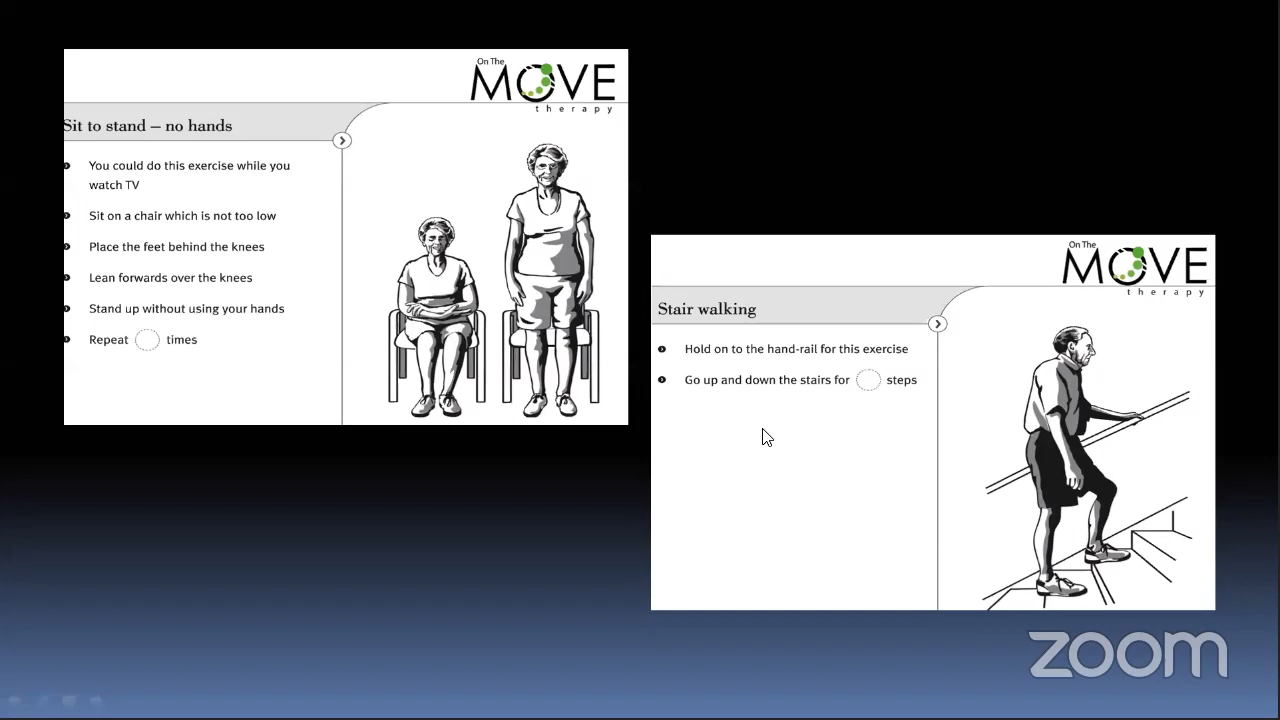 On The
MOVE
therapy
Sit to stand – no hands
You could do this exercise while you
watch TV
Sit on a chair which is not too low
Place the feet behind the knees
Lean forwards over the knees
Stand up without using your hands
Repeat times
On The
MOVE
therapy
Stair walking
Hold on to the hand-rail for this exercise
Go up and down the stairs for steps
zoom